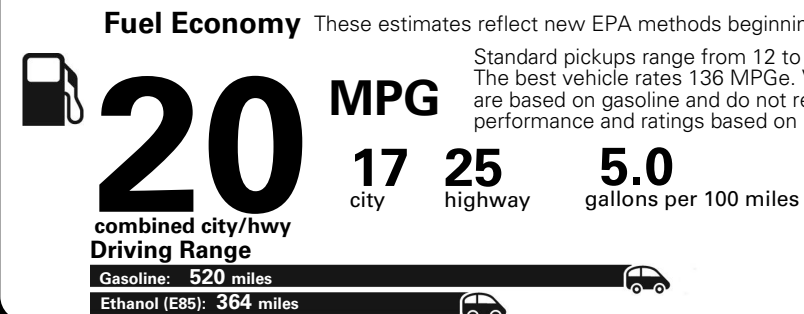 Fuel Economy These estimates reflect new EPA methods beginning
Standard pickups range from 12 to
The best vehicle rates 136 MPGe.
are based on gasoline and do not
performance and ratings based on
20 MPG
17 25 5.0
city highway gallons per 100 miles
combined city/hwy
Driving Range
Gasoline: 520 miles
Ethanol (E85): 364 miles